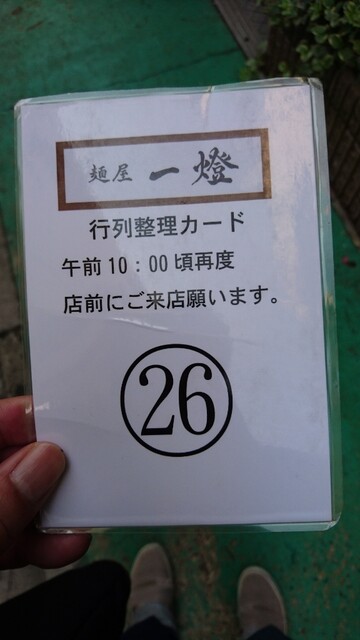 麺屋 一燈
行列整理カード
午前10：00頃再度
店前にご来店願います。
26